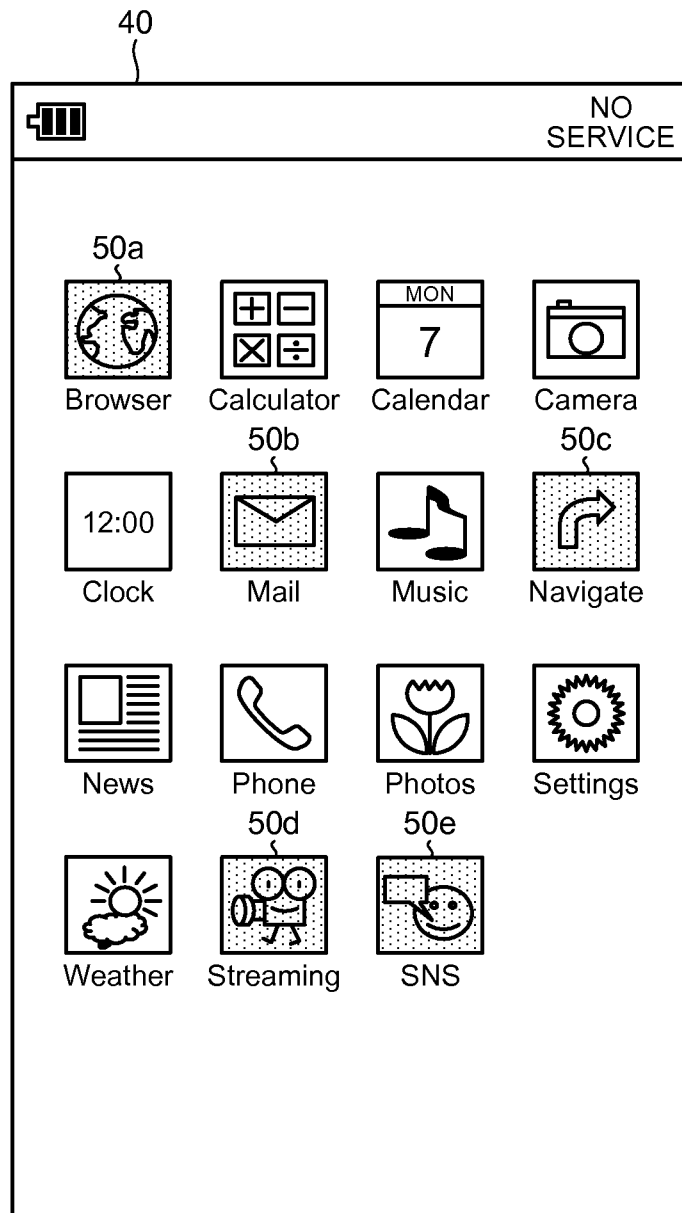 40
NO
SERVICE
50a
MON
7
Browser Calculator Calendar Camera
50b 50c
12:00
Clock Mail Music Navigate
News Phone Photos Settings
50d 50e
Weather Streaming SNS